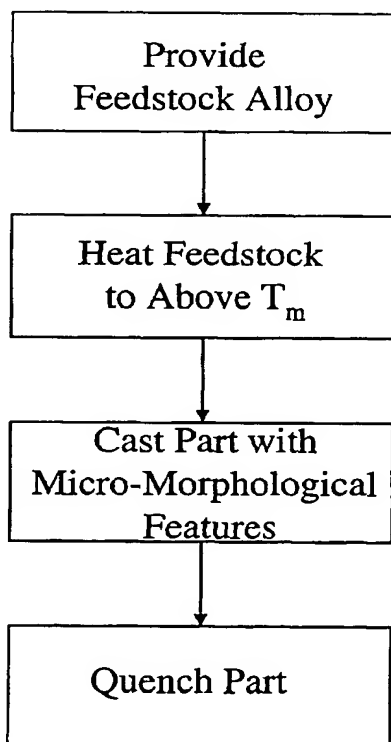 Provide
Feedstock Alloy
Heat Feedstock
to Above Tm
Cast Part with
Micro-Morphological
Features
Quench Part